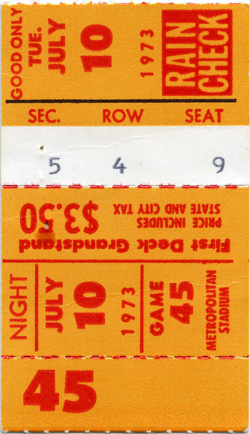 GOOD ONLY
TUE.
JULY
10
1973
RAIN
CHECK
SEC. ROW SEAT
5 4 9
First Deck Grandstand
$3.50
PRICE INCLUDES
STATE AND CITY TAX
NIGHT
JULY
10
1973
GAME
45
METROPOLITAN
STADIUM
45